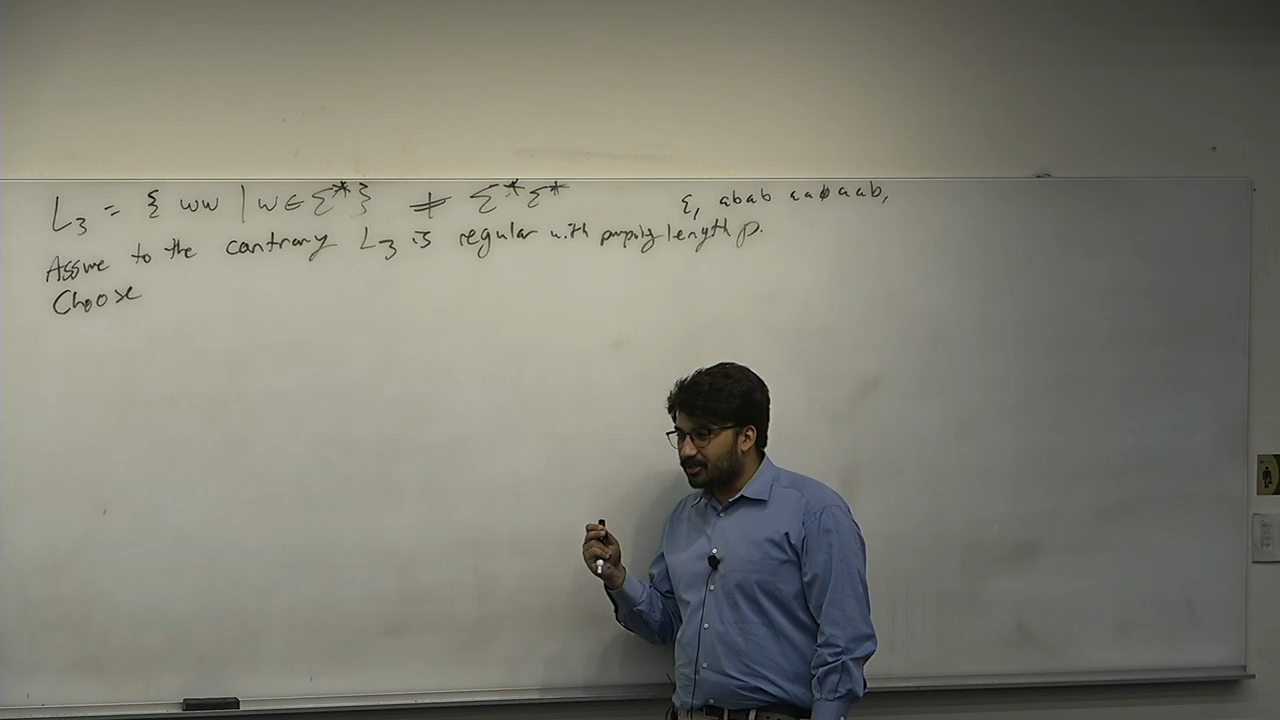 L₃ = { ww | w ∈ Σ* } ≠ Σ*Σ* ε, abab aabaab,
Assume to the contrary L₃ is regular with pumping length p.
Choose